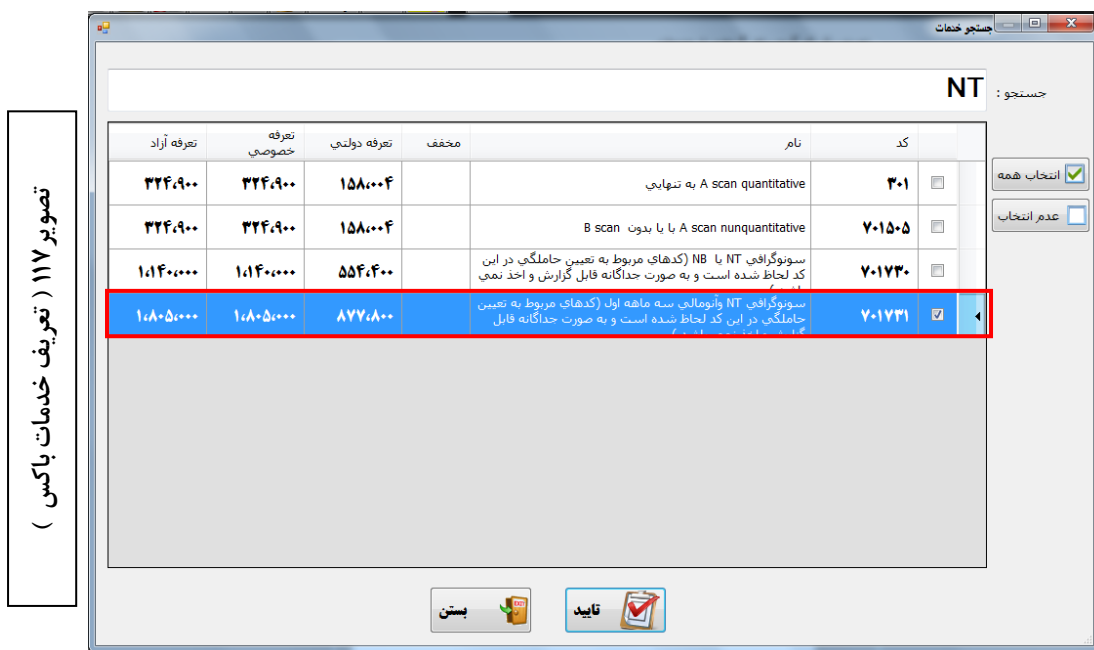 جستجو خدمات
جستجو :
NT
انتخاب همه
عدم انتخاب
کد	نام	مخفف	تعرفه دولتي	تعرفه خصوصي	تعرفه آزاد
۳۰۱	A scan quantitative به تنهايي	۱۵۸،۰۰۴	۳۲۴،۹۰۰	۳۲۴،۹۰۰
۷۰۱۵۰۵	A scan nunquantitative با يا بدون B scan	۱۵۸،۰۰۴	۳۲۴،۹۰۰	۳۲۴،۹۰۰
۷۰۱۷۳۰	سونوگرافي NT يا NB (کدهاي مربوط به تعيين حاملگي در اين	۵۵۴،۴۰۰	۱،۱۴۰،۰۰۰	۱،۱۴۰،۰۰۰
کد لحاظ شده است و به صورت جداگانه قابل گزارش و اخذ نمي
۷۰۱۷۳۱	سونوگرافي NT وآنومالي سه ماهه اول (کدهاي مربوط به تعيين	۸۷۷،۸۰۰	۱،۸۰۵،۰۰۰	۱،۸۰۵،۰۰۰
حاملگي در اين کد لحاظ شده است و به صورت جداگانه قابل
تایید
بستن
تصویر ۱۱۷ ( تعریف خدمات باکس )